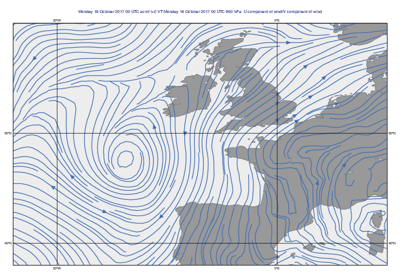 Monday 16 October 2017 00 UTC ecmf t+0 VT:Monday 16 October 2017 00 UTC 850 hPa U component of wind/V component of wind
20°W 0°E
50°N 50°N
40°N 40°N
20°W 0°E